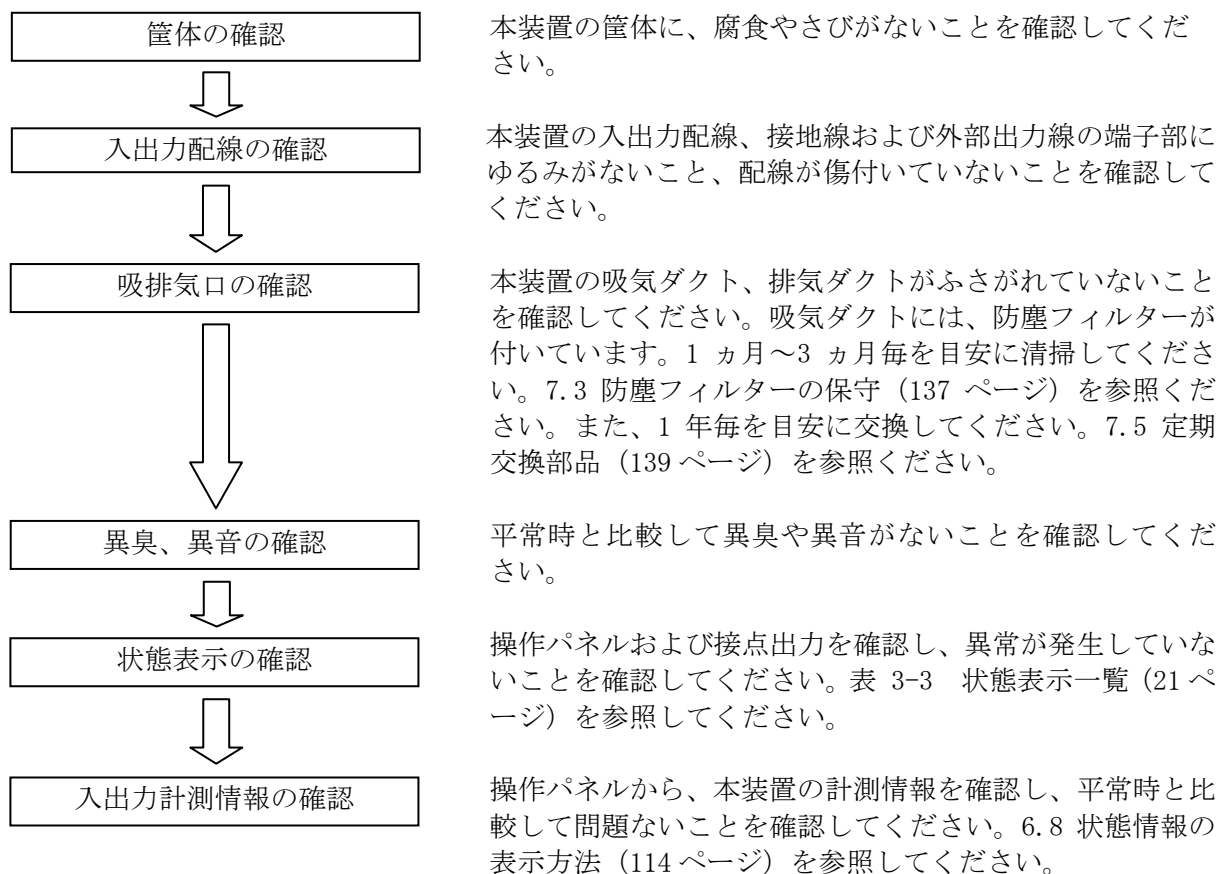 筐体の確認
本装置の筐体に、腐食やさびがないことを確認してくだ
さい。
入出力配線の確認
本装置の入出力配線、接地線および外部出力線の端子部に
ゆるみがないこと、配線が傷付いていないことを確認して
ください。
吸排気口の確認
本装置の吸気ダクト、排気ダクトがふさがれていないこと
を確認してください。吸気ダクトには、防塵フィルターが
付いています。1 ヵ月～3 ヵ月毎を目安に清掃してくださ
い。7.3 防塵フィルターの保守（137 ページ）を参照くだ
さい。また、1 年毎を目安に交換してください。7.5 定期
交換部品（139 ページ）を参照ください。
異臭、異音の確認
平常時と比較して異臭や異音がないことを確認してくだ
さい。
状態表示の確認
操作パネルおよび接点出力を確認し、異常が発生していな
いことを確認してください。表 3-3　状態表示一覧（21 ペ
ージ）を参照してください。
入出力計測情報の確認
操作パネルから、本装置の計測情報を確認し、平常時と比
較して問題ないことを確認してください。6.8 状態情報の
表示方法（114 ページ）を参照してください。